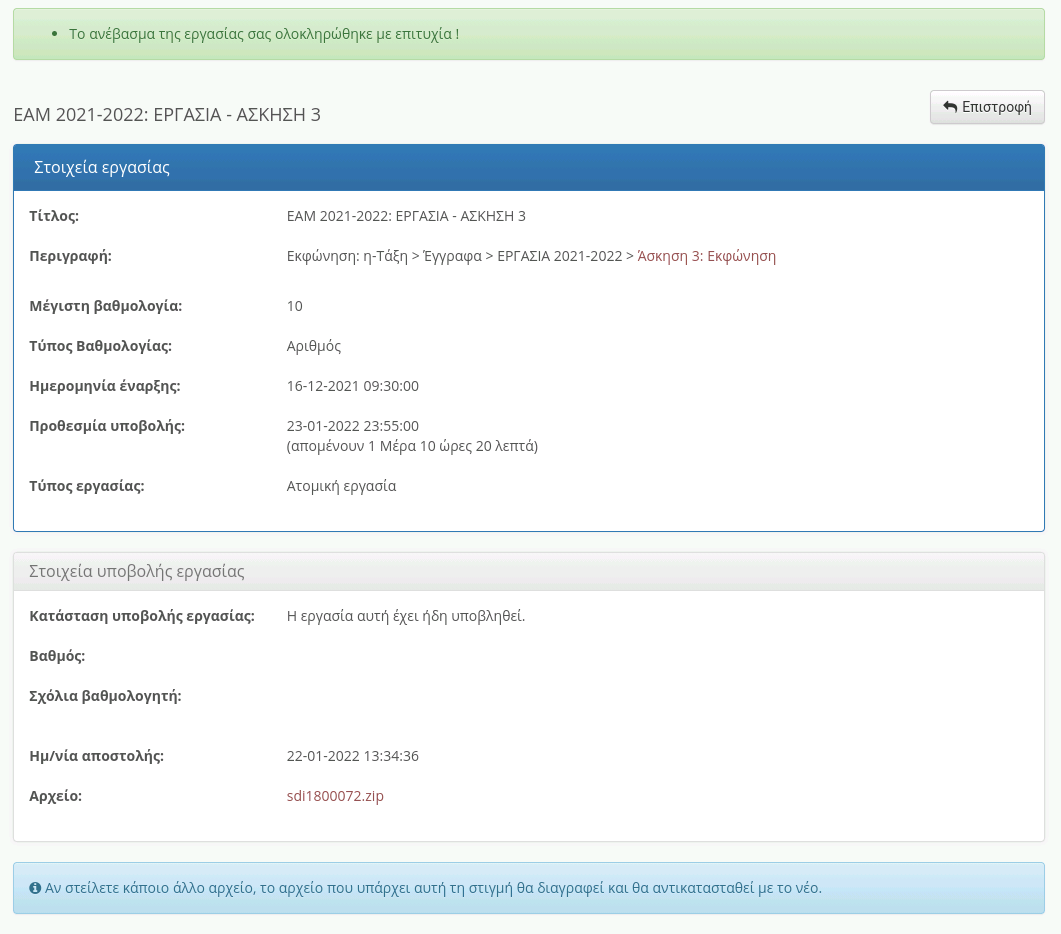 Το ανέβασμα της εργασίας σας ολοκληρώθηκε με επιτυχία !
ΕΑΜ 2021-2022: ΕΡΓΑΣΙΑ - ΑΣΚΗΣΗ 3
Επιστροφή
Στοιχεία εργασίας
Τίτλος: ΕΑΜ 2021-2022: ΕΡΓΑΣΙΑ - ΑΣΚΗΣΗ 3
Περιγραφή: Εκφώνηση: η-Τάξη > Έγγραφα > ΕΡΓΑΣΙΑ 2021-2022 > Άσκηση 3: Εκφώνηση
Μέγιστη βαθμολογία: 10
Τύπος Βαθμολογίας: Αριθμός
Ημερομηνία έναρξης: 16-12-2021 09:30:00
Προθεσμία υποβολής: 23-01-2022 23:55:00
(απομένουν 1 Μέρα 10 ώρες 20 λεπτά)
Τύπος εργασίας: Ατομική εργασία
Στοιχεία υποβολής εργασίας
Κατάσταση υποβολής εργασίας: Η εργασία αυτή έχει ήδη υποβληθεί.
Βαθμός:
Σχόλια βαθμολογητή:
Ημ/νία αποστολής: 22-01-2022 13:34:36
Αρχείο: sdi1800072.zip
Αν στείλετε κάποιο άλλο αρχείο, το αρχείο που υπάρχει αυτή τη στιγμή θα διαγραφεί και θα αντικατασταθεί με το νέο.